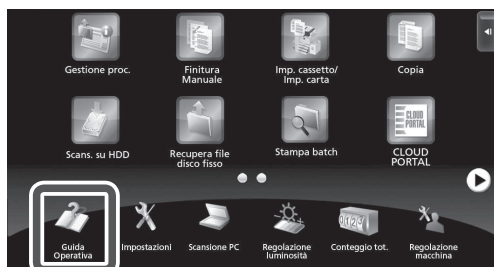 Gestione proc.
Finitura
Manuale
Imp. cassetto/
Imp. carta
Copia
Scans. su HDD
Recupera file
disco fisso
Stampa batch
CLOUD
PORTAL
CLOUD
PORTAL
Guida
Operativa
Impostazioni
Scansione PC
Regolazione
luminosità
Conteggio tot.
Regolazione
macchina